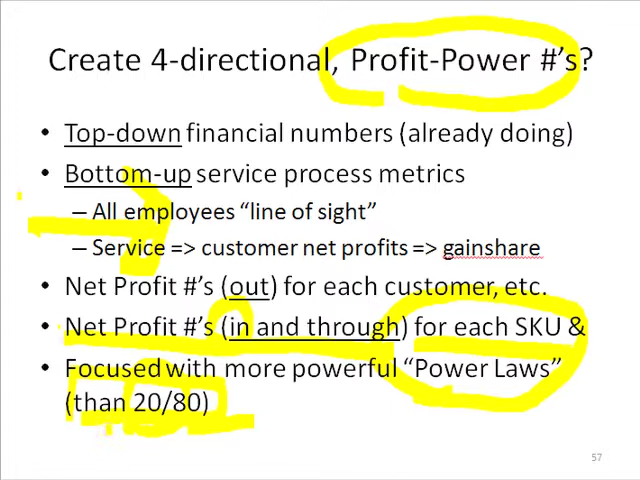 Create 4-directional, Profit-Power #'s?
• Top-down financial numbers (already doing)
• Bottom-up service process metrics
– All employees “line of sight”
– Service => customer net profits => gainshare
• Net Profit #'s (out) for each customer, etc.
• Net Profit #'s (in and through) for each SKU &
• Focused with more powerful “Power Laws”
(than 20/80)
57